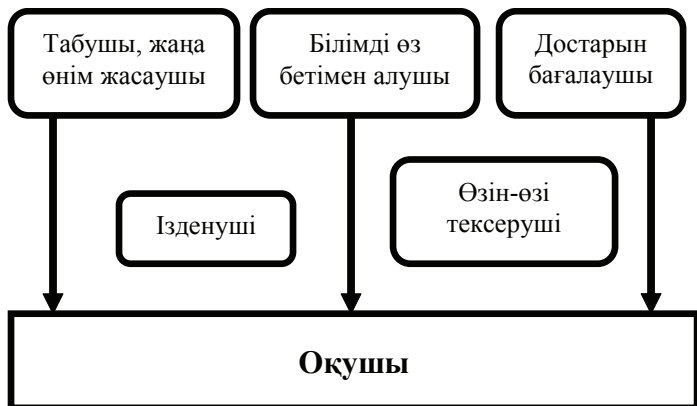 Табушы, жаңа
өнім жасаушы
Білімді өз
бетімен алушы
Достарын
бағалаушы
Ізденуші
Өзін-өзі
тексеруші
Оқушы